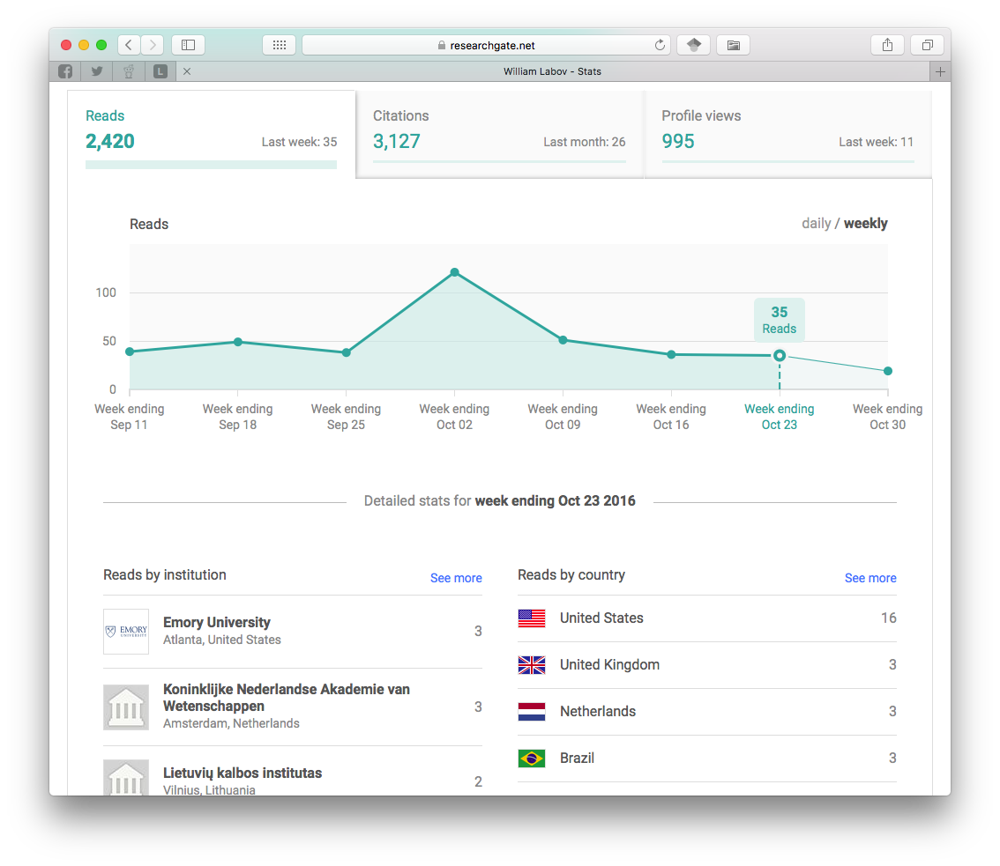 researchgate.net
L
William Labov - Stats
Reads
2,420
Last week: 35
Citations
3,127
Last month: 26
Profile views
995
Last week: 11
Reads
daily / weekly
100
50
0
35
Reads
Week ending
Sep 11
Week ending
Sep 18
Week ending
Sep 25
Week ending
Oct 02
Week ending
Oct 09
Week ending
Oct 16
Week ending
Oct 23
Week ending
Oct 30
Detailed stats for week ending Oct 23 2016
Reads by institution
See more
EMORY
UNIVERSITY
Emory University
Atlanta, United States
3
Koninklijke Nederlandse Akademie van
Wetenschappen
Amsterdam, Netherlands
3
Lietuvių kalbos institutas
Vilnius, Lithuania
2
Reads by country
See more
United States
16
United Kingdom
3
Netherlands
3
Brazil
3